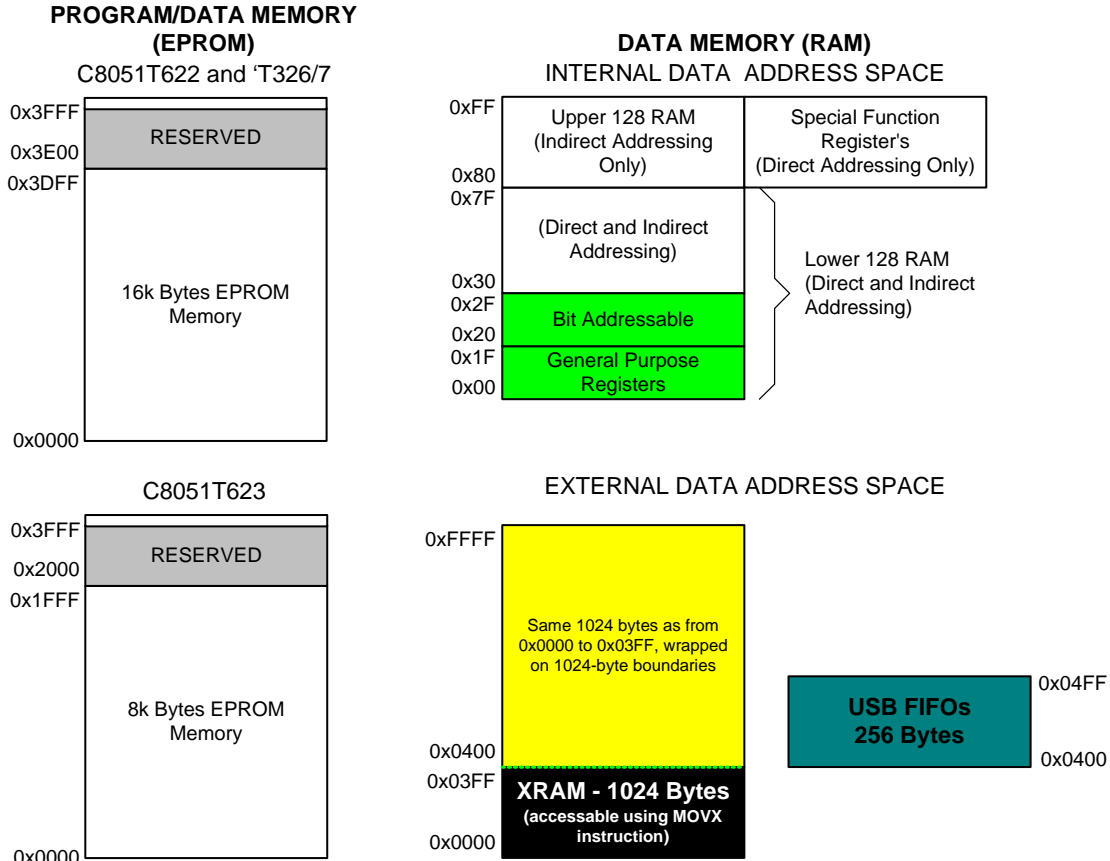 PROGRAM/DATA MEMORY
(EPROM)
C8051T622 and ‘T326/7
0x3FFF
RESERVED
0x3E00
0x3DFF
16k Bytes EPROM
Memory
0x0000
C8051T623
0x3FFF
RESERVED
0x2000
0x1FFF
8k Bytes EPROM
Memory
0x0000
DATA MEMORY (RAM)
INTERNAL DATA ADDRESS SPACE
0xFF
Upper 128 RAM
(Indirect Addressing
Only)
0x80
Special Function
Register's
(Direct Addressing Only)
0x7F
(Direct and Indirect
Addressing)
0x30
0x2F
Bit Addressable
0x20
0x1F
General Purpose
Registers
0x00
Lower 128 RAM
(Direct and Indirect
Addressing)
EXTERNAL DATA ADDRESS SPACE
0xFFFF
Same 1024 bytes as from
0x0000 to 0x03FF, wrapped
on 1024-byte boundaries
0x0400
0x03FF
XRAM - 1024 Bytes
(accessable using MOVX
instruction)
0x0000
0x04FF
USB FIFOs
256 Bytes
0x0400